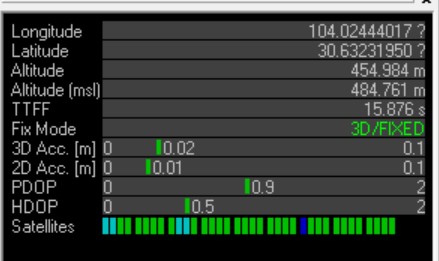 Longitude 104.02444017 ?
Latitude 30.63231950 ?
Altitude 454.984 m
Altitude (msl) 484.761 m
TTFF 15.876 s
Fix Mode 3D/FIXED
3D Acc. [m] 0 0.02 0.1
2D Acc. [m] 0 0.01 0.1
PDOP 0 0.9 2
HDOP 0 0.5 2
Satellites